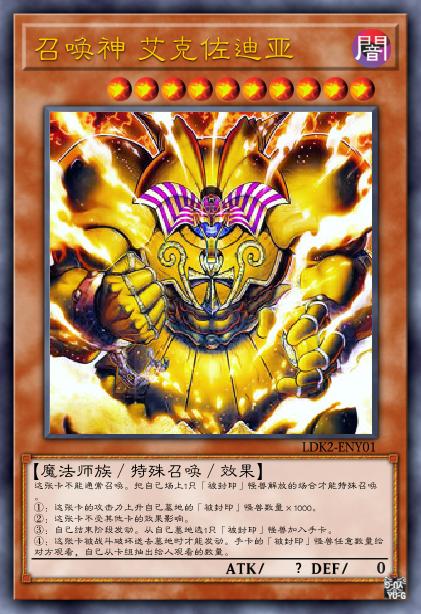 召唤神 艾克佐迪亚
闇
LDK2-ENY01
【魔法师族／特殊召唤／效果】
这张卡不能通常召唤。把自己场上1只「被封印」怪兽解放的场合才能特殊召唤
。
①：这张卡的攻击力上升自己墓地的「被封印」怪兽数量×1000。
②：这张卡不受其他卡的效果影响。
③：自己结束阶段发动。从自己墓地选1只「被封印」怪兽加入手卡。
④：这张卡被战斗破坏送去墓地时才能发动。手卡的「被封印」怪兽任意数量给
对方观看，自己从卡组抽出给人观看的数量。
ATK/ ? DEF/ 0